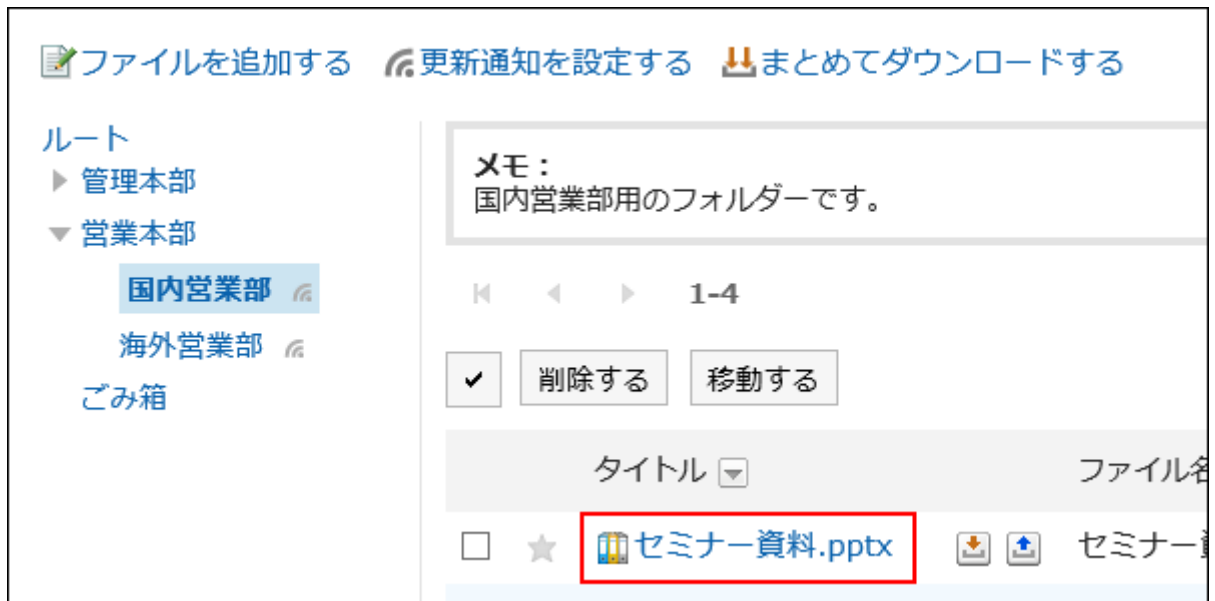 ファイルを追加する 更新通知を設定する まとめてダウンロードする
ルート
管理本部
営業本部
国内営業部
海外営業部
ごみ箱
メモ：
国内営業部用のフォルダーです。
1-4
削除する 移動する
タイトル ファイル名
セミナー資料.pptx セミナー